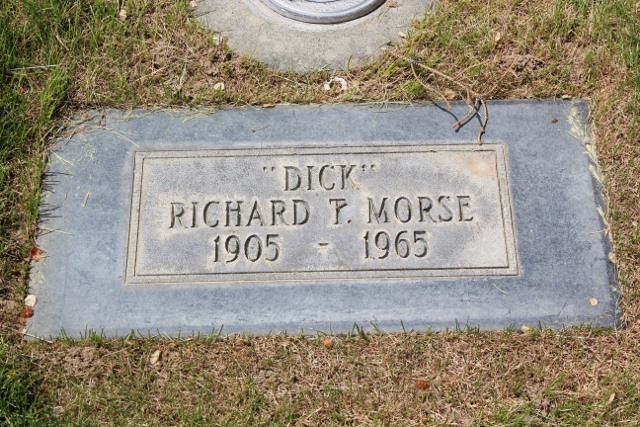 "DICK"
RICHARD T. MORSE
1905 - 1965